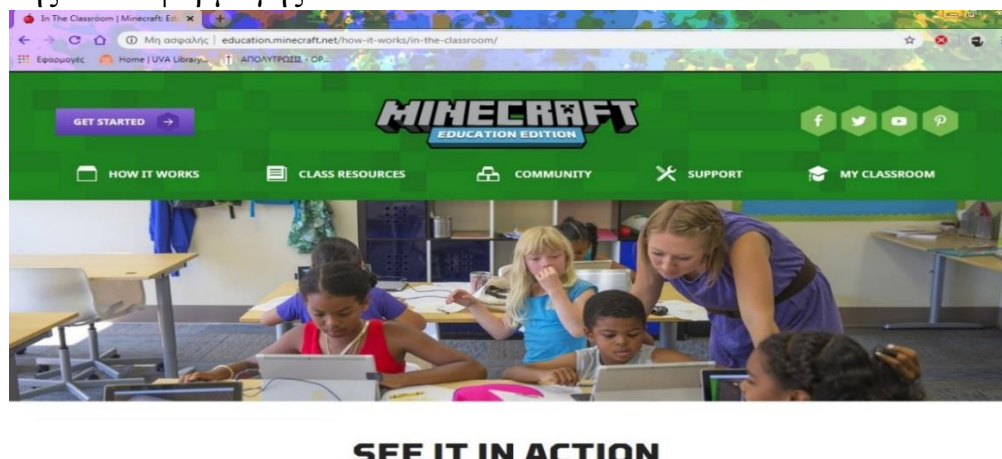 In The Classroom | Minecraft: Ed
Μη ασφαλής | education.minecraft.net/how-it-works/in-the-classroom/
Εφαρμογές Home | UVA Library... ΑΠΟΛΥΤΡΩΣΙΣ - ΟΡ...
GET STARTED
MINECRAFT
EDUCATION EDITION
HOW IT WORKS CLASS RESOURCES COMMUNITY SUPPORT MY CLASSROOM
SEE IT IN ACTION